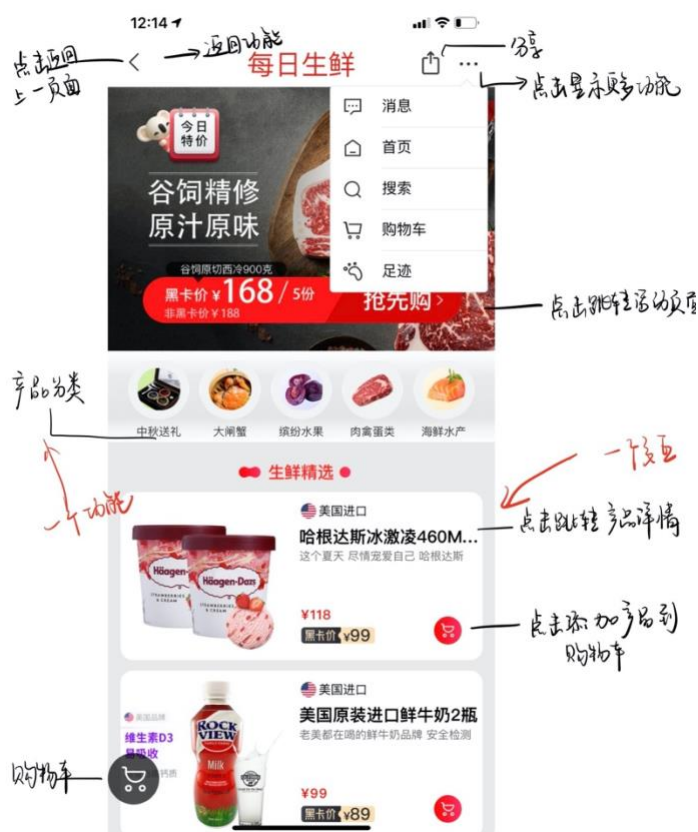 12:14
点击返回
上一页面
返回功能
每日生鲜
分享
点击显示更多功能
消息
首页
搜索
购物车
足迹
今日
特价
谷饲精修
原汁原味
谷饲原切西冷900克
黑卡价¥168/5份
非黑卡价¥188
抢先购>
点击跳转活动页面
产品分类
中秋送礼
大闸蟹
缤纷水果
肉禽蛋类
海鲜水产
一个功能
生鲜精选
一个交互
美国进口
哈根达斯冰激凌460M...
这个夏天 尽情宠爱自己 哈根达斯
点击跳转产品详情
Häagen-Dazs
STRAWBERRIES
& CREAM
¥118
黑卡价 ¥99
点击添加产品到
购物车
美国进口
美国原装进口鲜牛奶2瓶
老美都在喝的鲜牛奶品牌 安全检测
美国品牌
维生素D3
易吸收
钙质
ROCK
VIEW
Milk
购物车
¥99
黑卡价 ¥89